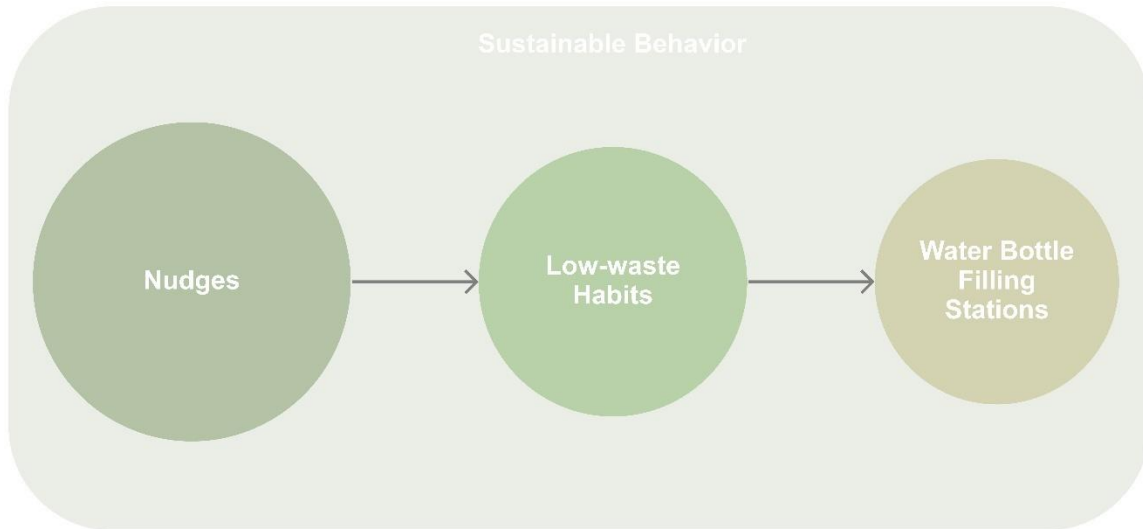 Sustainable Behavior
Nudges
Low-waste
Habits
Water Bottle
Filling
Stations